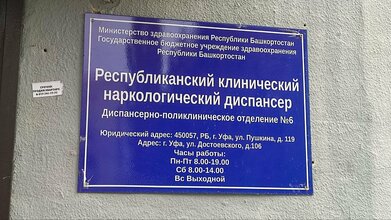 Министерство здравоохранения Республики Башкортостан
Государственное бюджетное учреждение здравоохранения
Республики Башкортостан
Республиканский клинический
наркологический диспансер
Диспансерно-поликлиническое отделение №6
Юридический адрес: 450057, РБ, г. Уфа, ул. Пушкина, д. 119
Адрес: г. Уфа, ул. Достоевского, д.106
Часы работы:
Пн-Пт 8.00-19.00
Сб 8.00-14.00
Вс Выходной